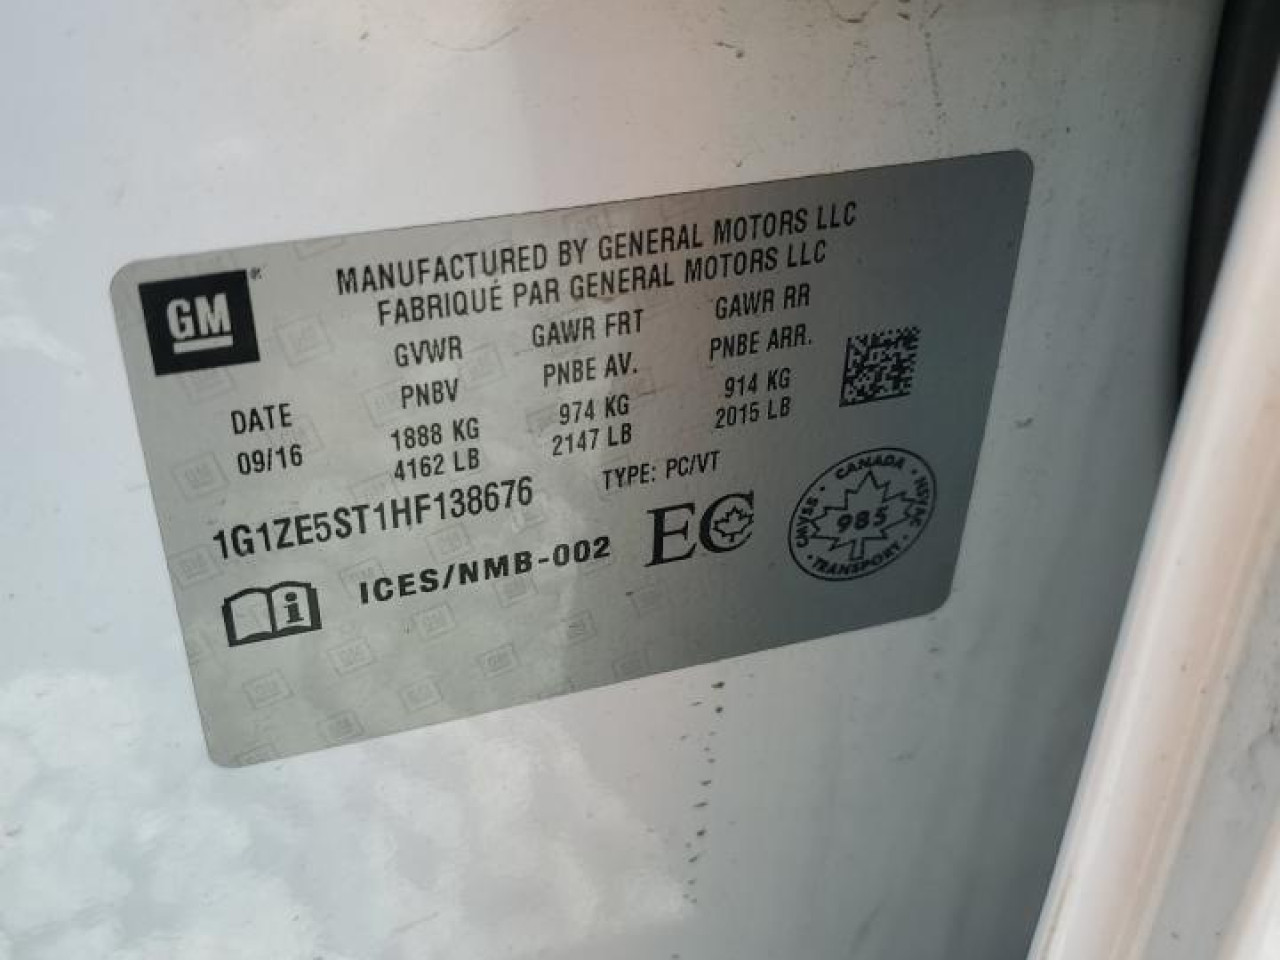 GM®
MANUFACTURED BY GENERAL MOTORS LLC
FABRIQUÉ PAR GENERAL MOTORS LLC
DATE
09/16
GVWR
PNBV
1888 KG
4162 LB
GAWR FRT
PNBE AV.
974 KG
2147 LB
GAWR RR
PNBE ARR.
914 KG
2015 LB
1G1ZE5ST1HF138676
TYPE: PC/VT
i
ICES/NMB-002
EC
CANADA
CMVSS
985
NSVAC
TRANSPORT